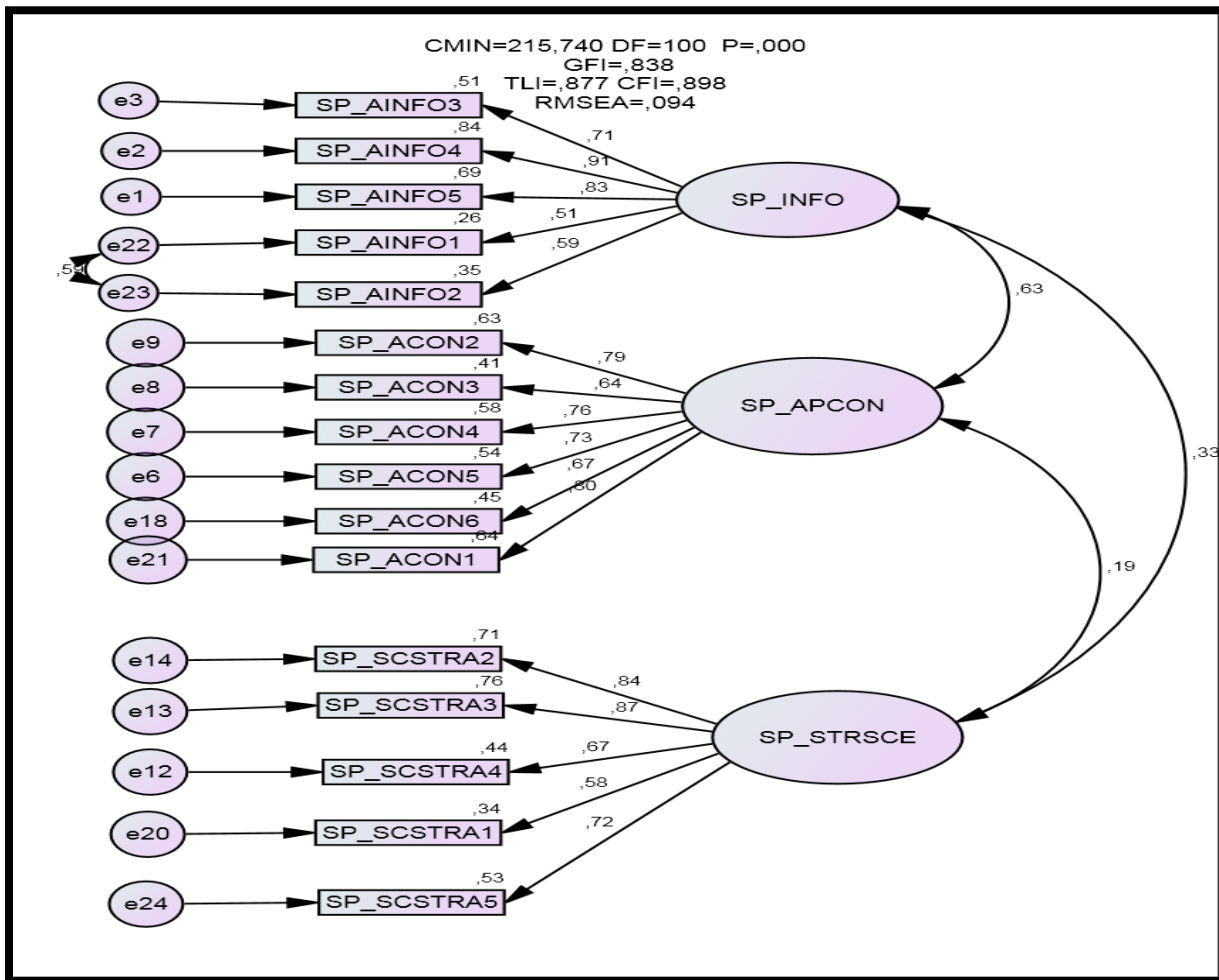 CMIN=215,740 DF=100 P=,000
GFI=,838
TLI=,877 CFI=,898
RMSEA=,094
,51
e3 SP_AINFO3
,71
,84
e2 SP_AINFO4
,91
,69
e1 SP_AINFO5
,83
SP_INFO
,26
e22 SP_AINFO1
,51
,59
,59
,35
e23 SP_AINFO2
,63
,63
e9 SP_ACON2
,79
,41
e8 SP_ACON3
,64
SP_APCON
,58
e7 SP_ACON4
,76
,54
e6 SP_ACON5
,73
,67
,33
,45
e18 SP_ACON6
,80
,64
e21 SP_ACON1
,19
,71
e14 SP_SCSTRA2
,84
,76
e13 SP_SCSTRA3
,87
SP_STRSCE
,44
e12 SP_SCSTRA4
,67
,34
e20 SP_SCSTRA1
,58
,72
,53
e24 SP_SCSTRA5